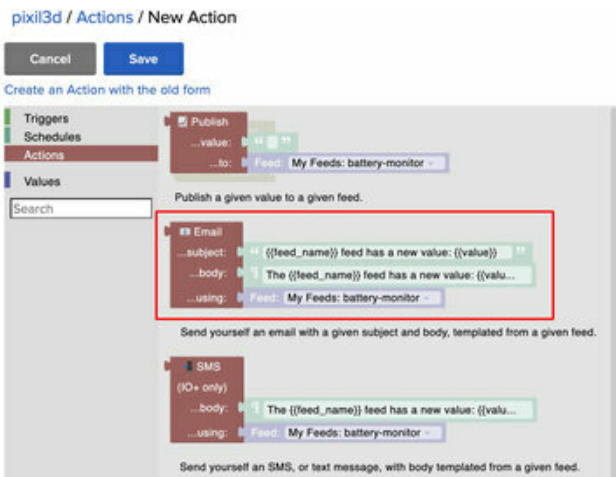 pixil3d / Actions / New Action
Cancel Save
Create an Action with the old form
Triggers
Schedules
Actions
Values
Search
Publish
...value: “ ”
...to: Feed: My Feeds: battery-monitor
Publish a given value to a given feed.
Email
...subject: “ {{feed_name}} feed has a new value: {{value}} ”
...body: The {{feed_name}} feed has a new value: {{valu...
...using: Feed: My Feeds: battery-monitor
Send yourself an email with a given subject and body, templated from a given feed.
SMS
(IO+ only)
...body: The {{feed_name}} feed has a new value: {{valu...
...using: Feed: My Feeds: battery-monitor
Send yourself an SMS, or text message, with body templated from a given feed.